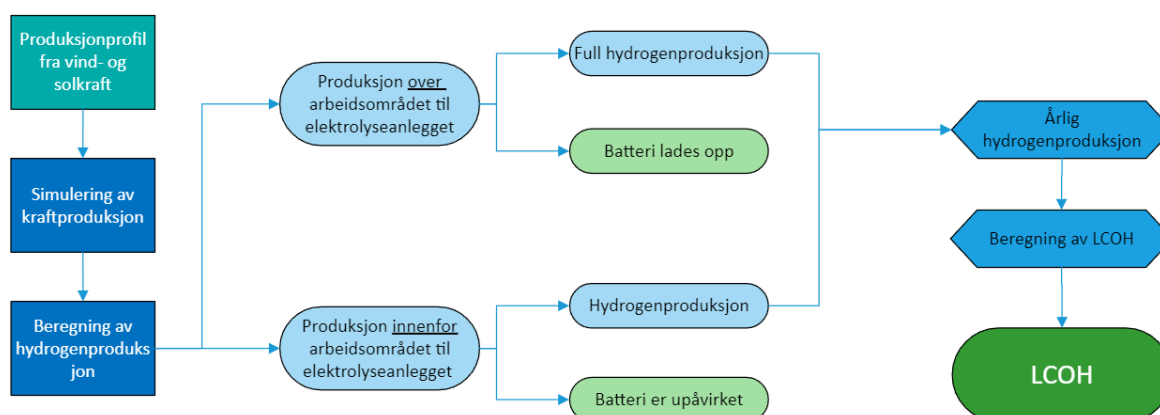 Produksjonprofil
fra vind- og
solkraft
Simulering av
kraftproduksjon
Beregning av
hydrogenproduks
jon
Produksjon over
arbeidsområdet til
elektrolyseanlegget
Produksjon innenfor
arbeidsområdet til
elektrolyseanlegget
Full hydrogenproduksjon
Batteri lades opp
Hydrogenproduksjon
Batteri er upåvirket
Årlig
hydrogenproduksjon
Beregning av LCOH
LCOH